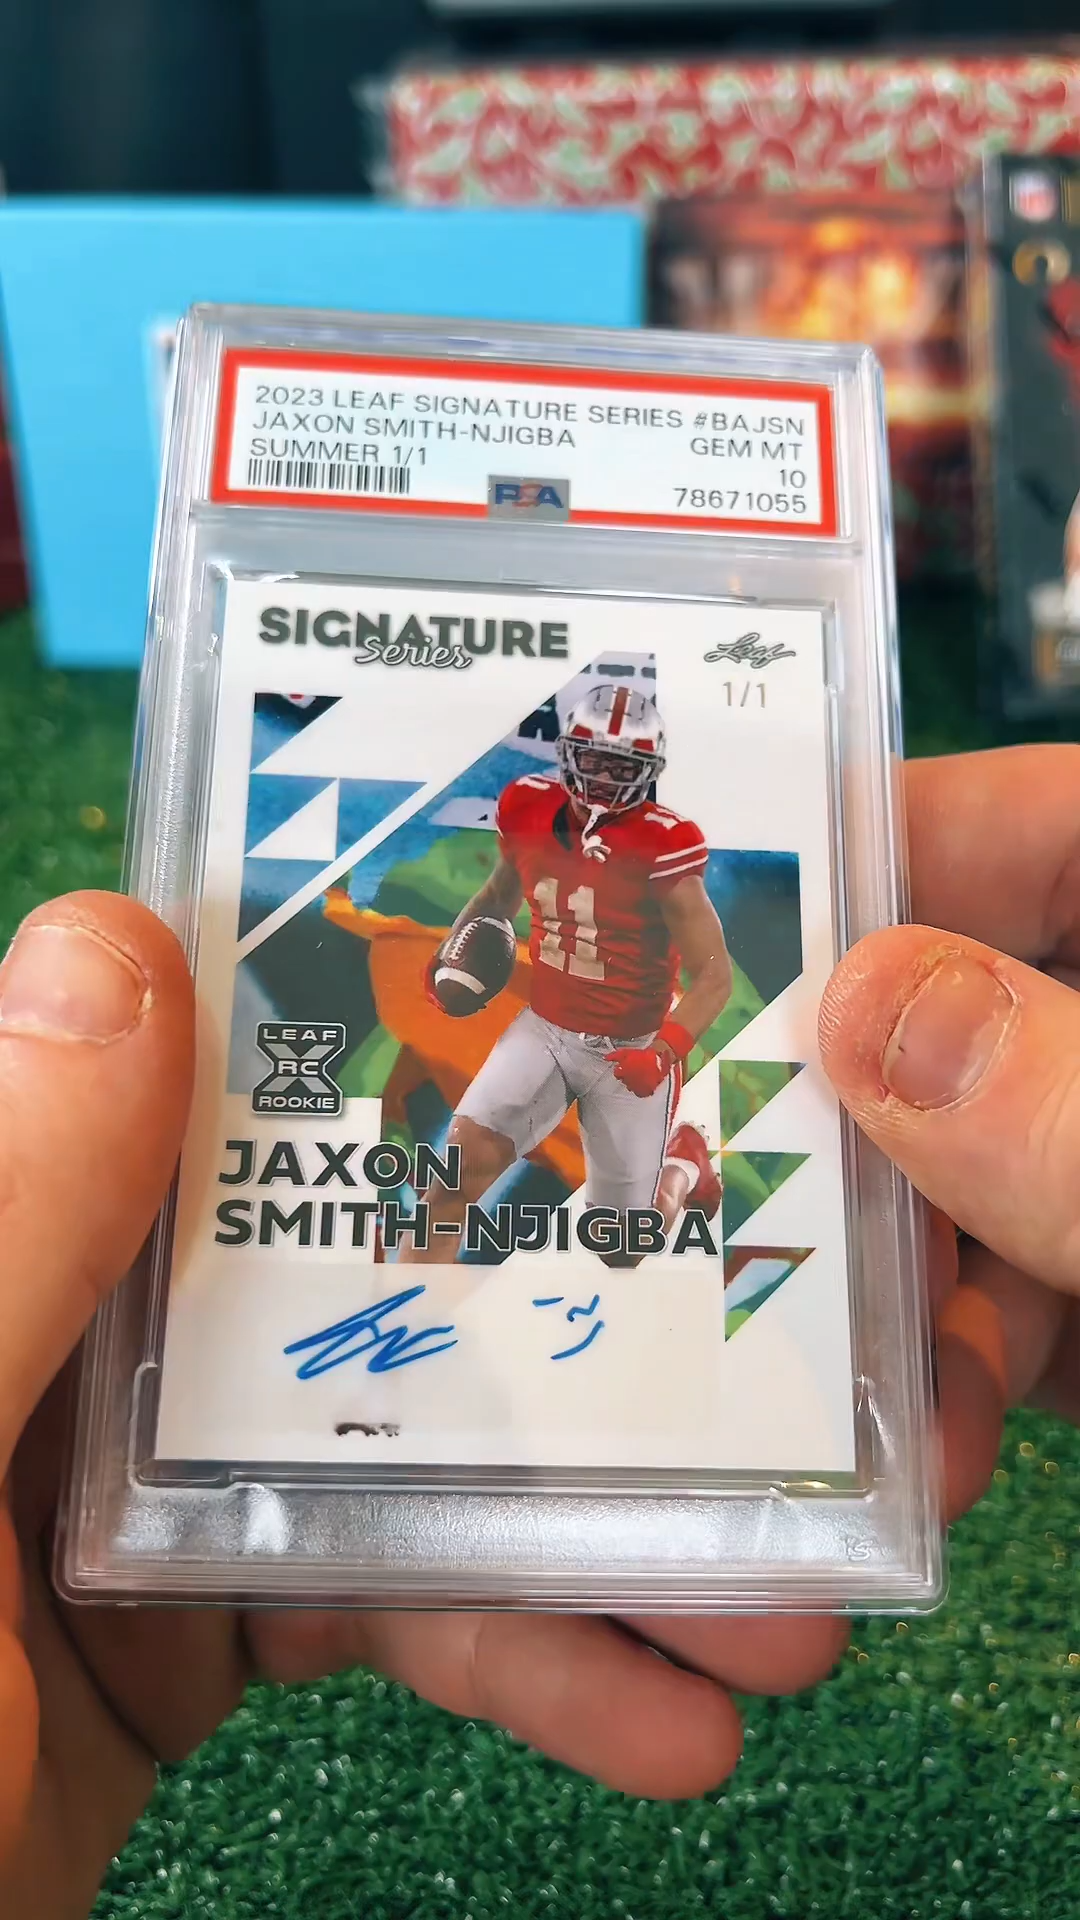 2023 LEAF SIGNATURE SERIES #BAJSN
JAXON SMITH-NJIGBA GEM MT
SUMMER 1/1 10
PSA 78671055
SIGNATURE
Series
Leaf
1/1
11
LEAF
RC
ROOKIE
JAXON
SMITH-NJIGBA